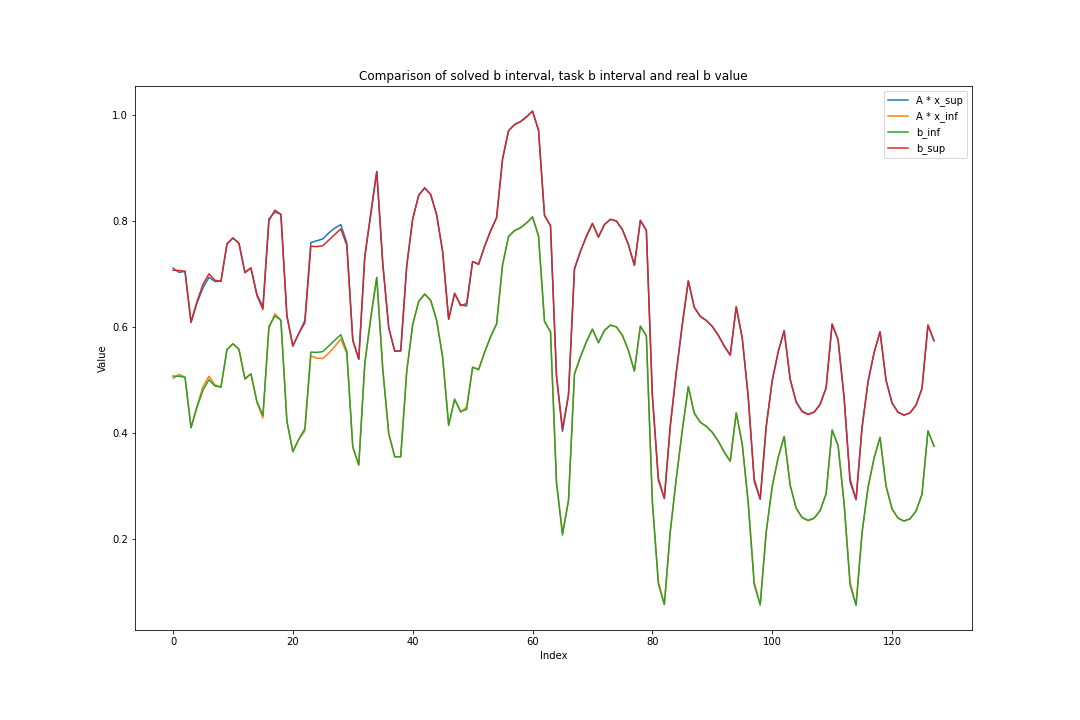 Comparison of solved b interval, task b interval and real b value
A * x_sup
A * x_inf
b_inf
b_sup
1.0
0.8
0.6
0.4
0.2
Value
0 20 40 60 80 100 120
Index